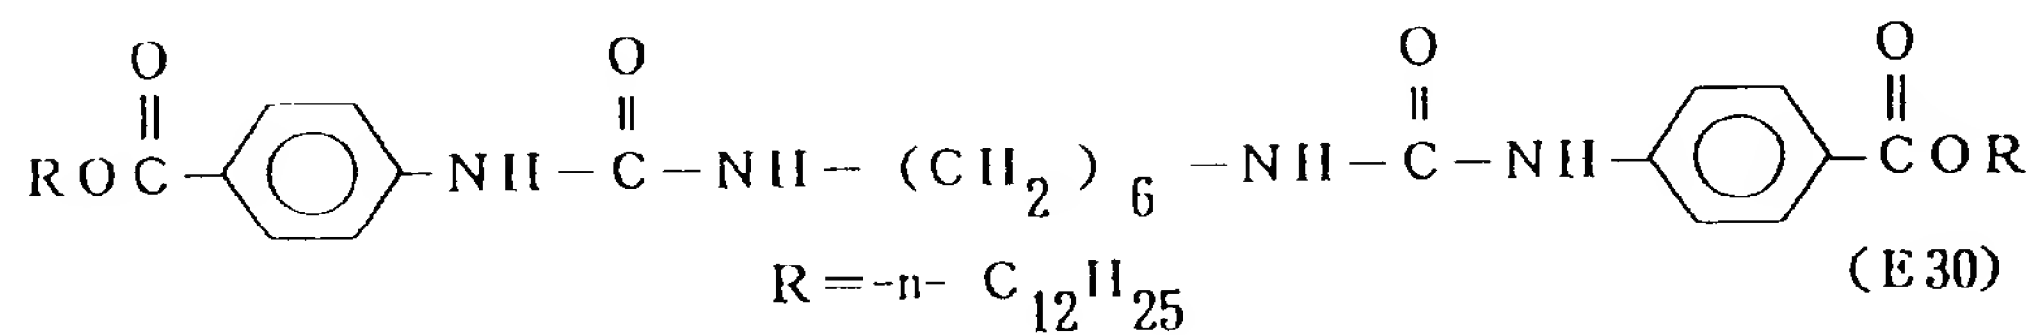 O O O O
ROC NH – C – NH – (CH2)6 – NH – C – NH COR
R = -n- C12H25
(E30)